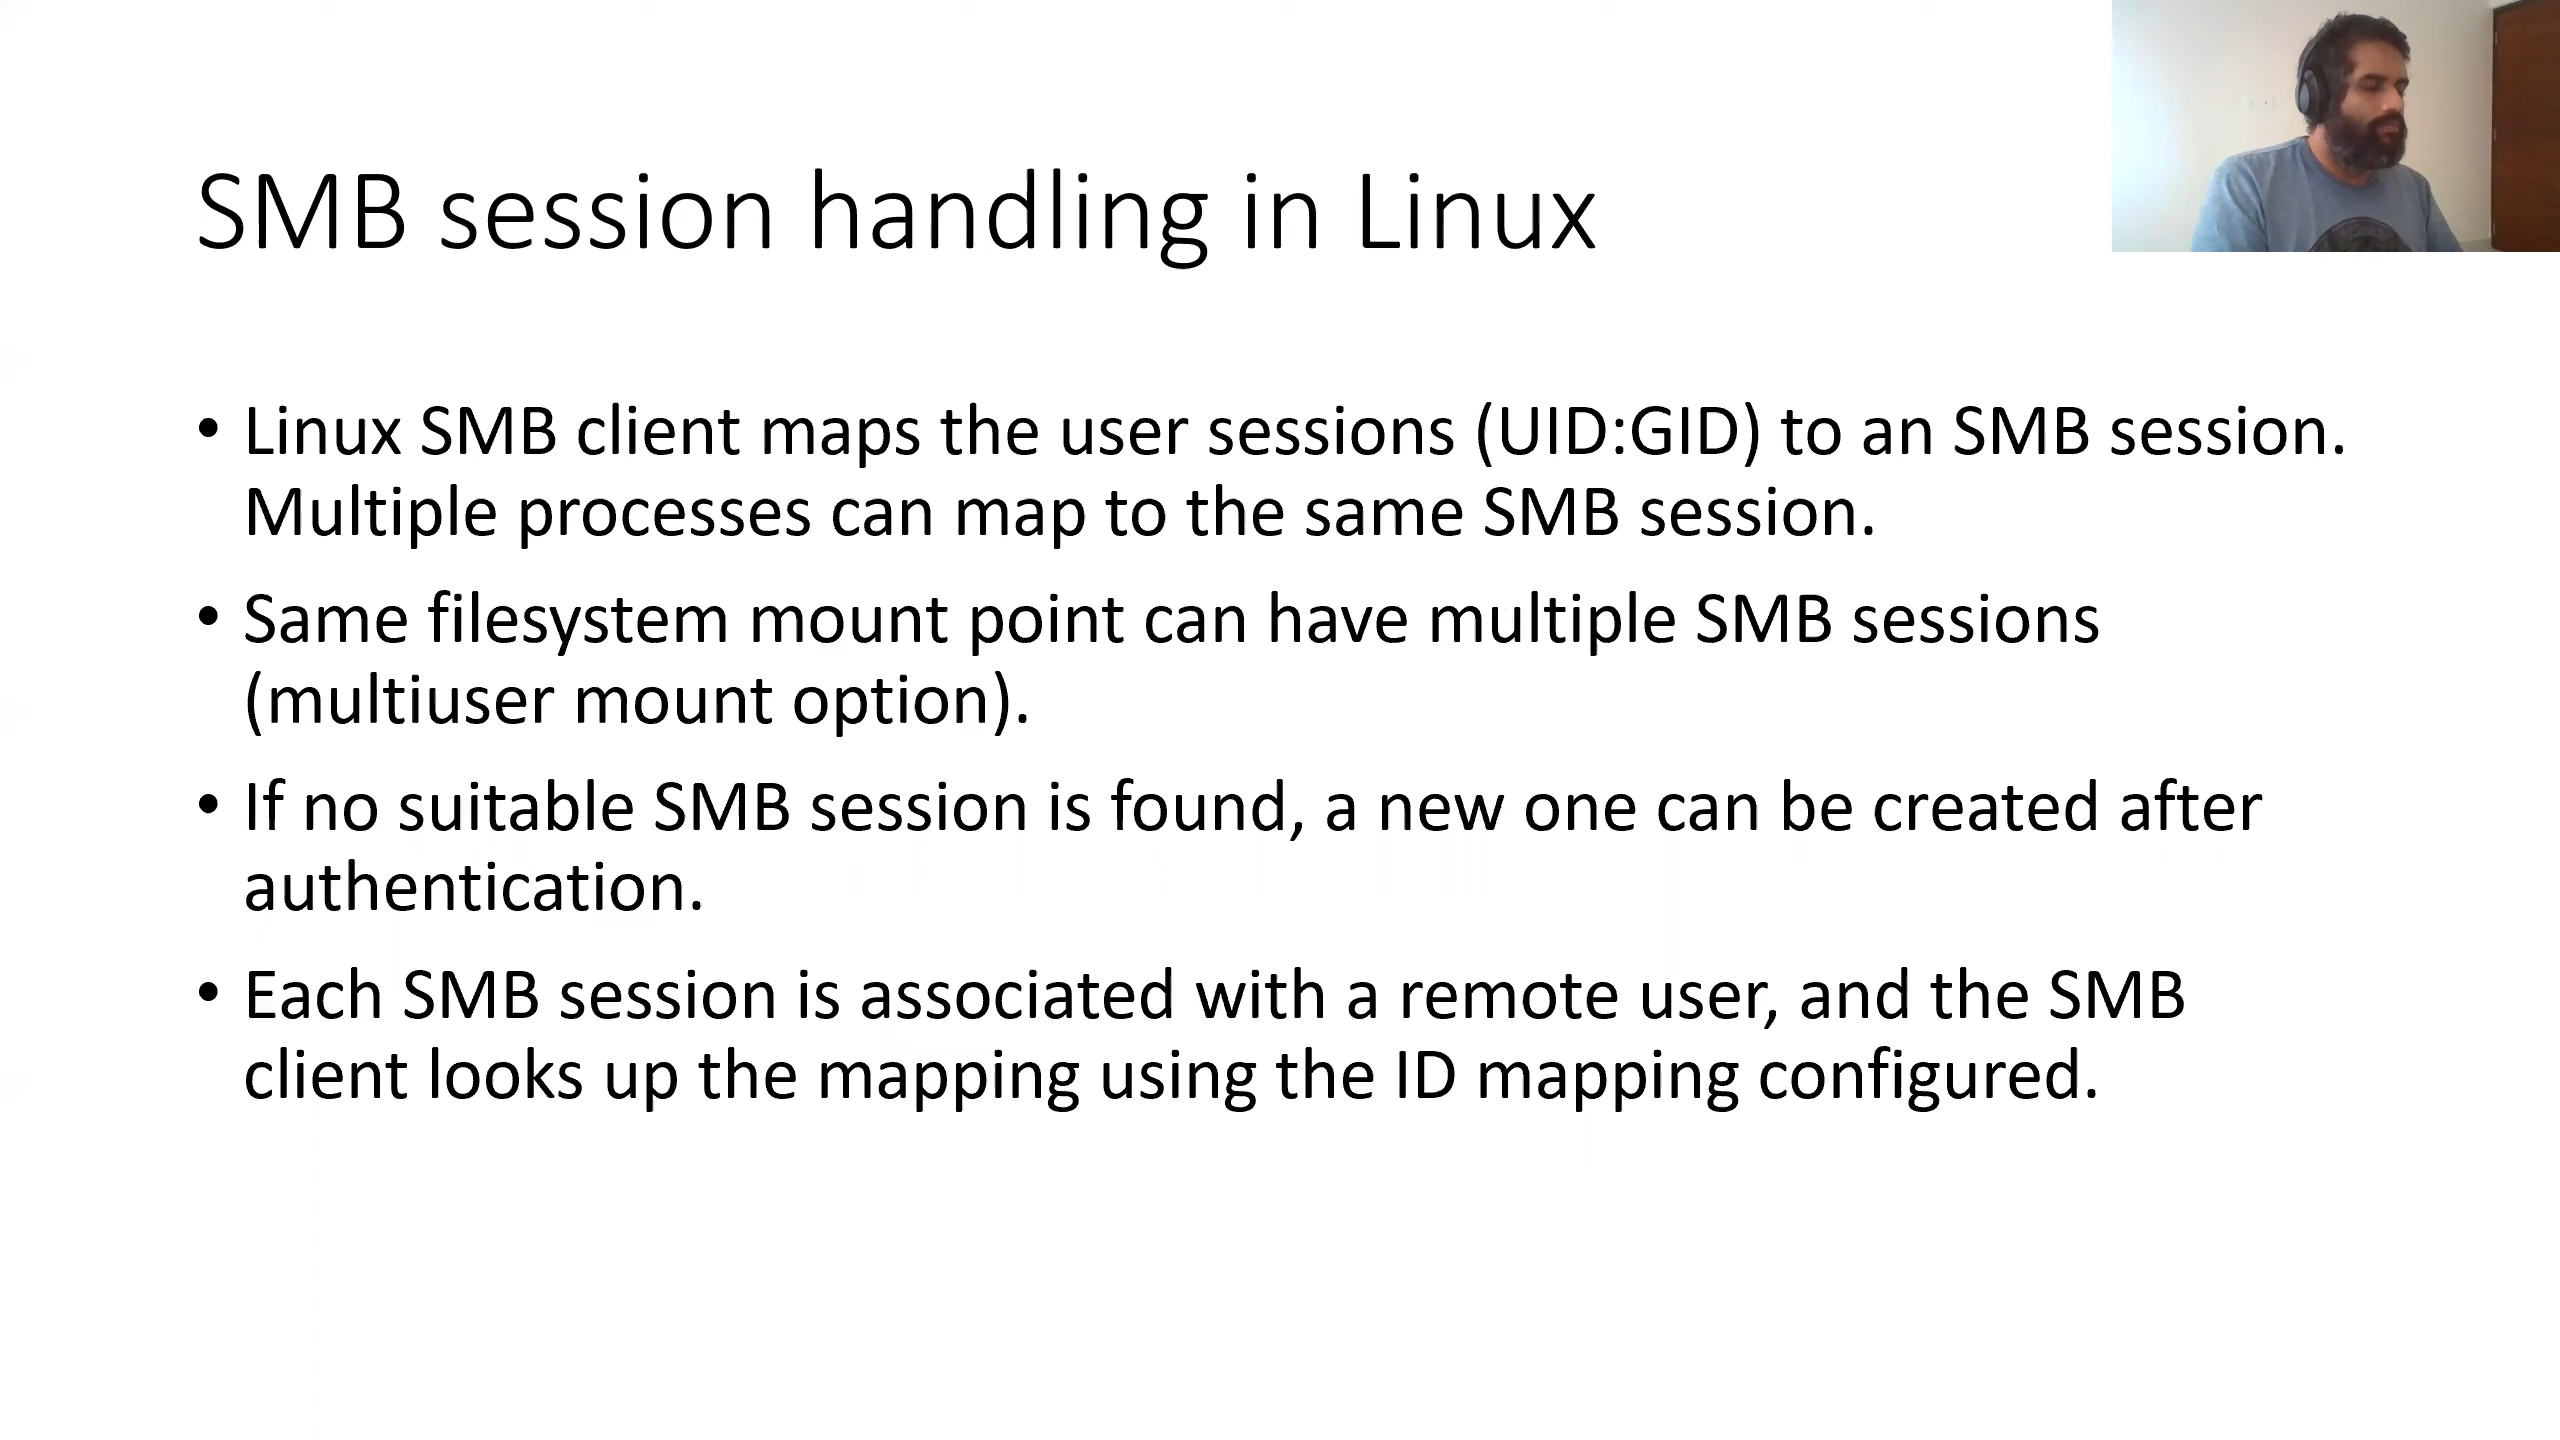 SMB session handling in Linux
• Linux SMB client maps the user sessions (UID:GID) to an SMB session.
Multiple processes can map to the same SMB session.
• Same filesystem mount point can have multiple SMB sessions
(multiuser mount option).
• If no suitable SMB session is found, a new one can be created after
authentication.
• Each SMB session is associated with a remote user, and the SMB
client looks up the mapping using the ID mapping configured.